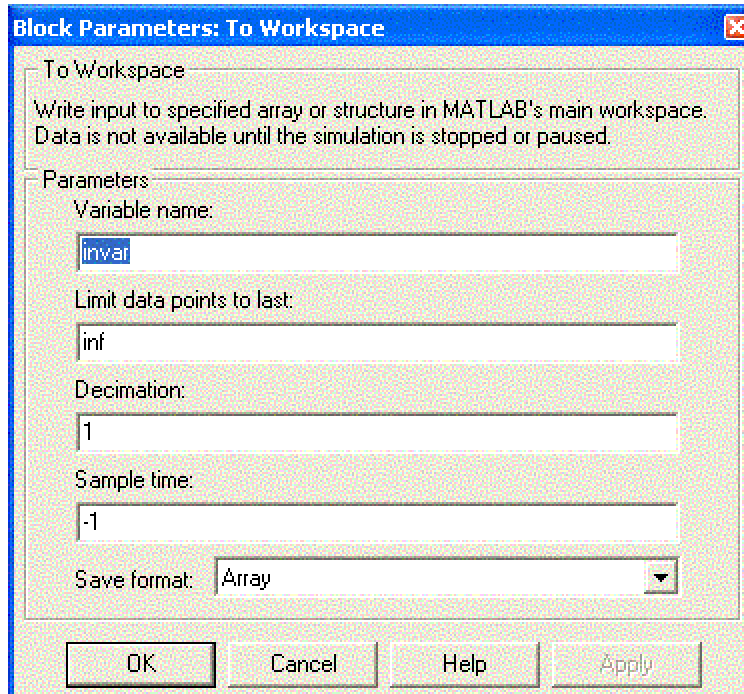 Block Parameters: To Workspace
To Workspace
Write input to specified array or structure in MATLAB's main workspace.
Data is not available until the simulation is stopped or paused.
Parameters
Variable name:
invar
Limit data points to last:
inf
Decimation:
1
Sample time:
-1
Save format: Array
OK Cancel Help Apply